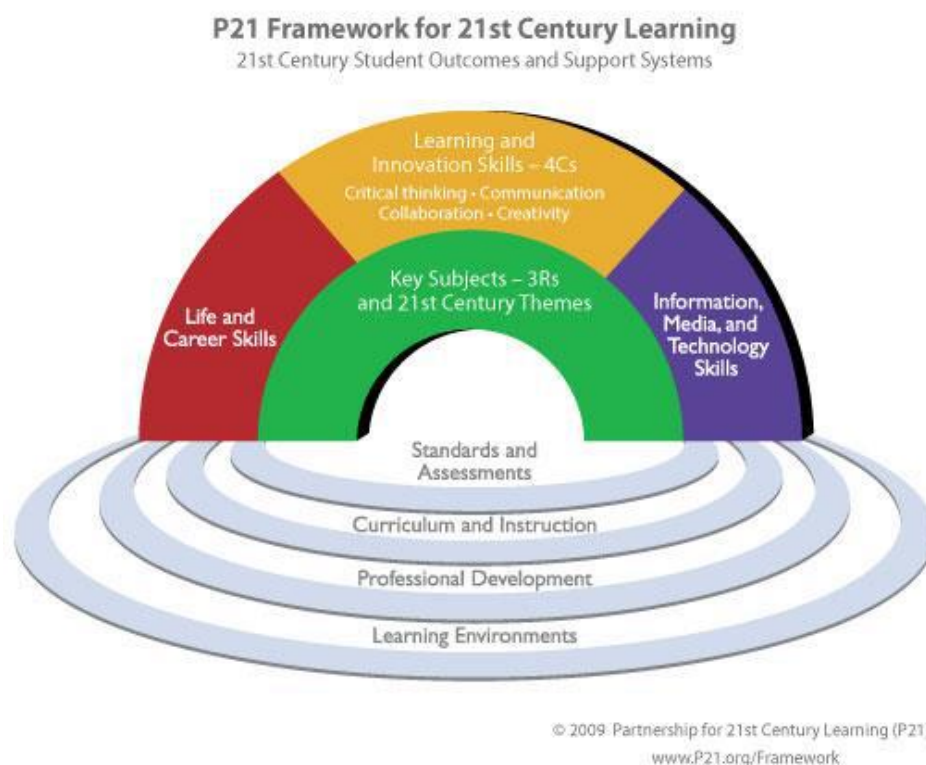 P21 Framework for 21st Century Learning
21st Century Student Outcomes and Support Systems
Learning and
Innovation Skills – 4Cs
Critical thinking • Communication
Collaboration • Creativity
Key Subjects – 3Rs
and 21st Century Themes
Life and
Career Skills
Information,
Media, and
Technology
Skills
Standards and
Assessments
Curriculum and Instruction
Professional Development
Learning Environments
© 2009 Partnership for 21st Century Learning (P21
www.P21.org/Framework